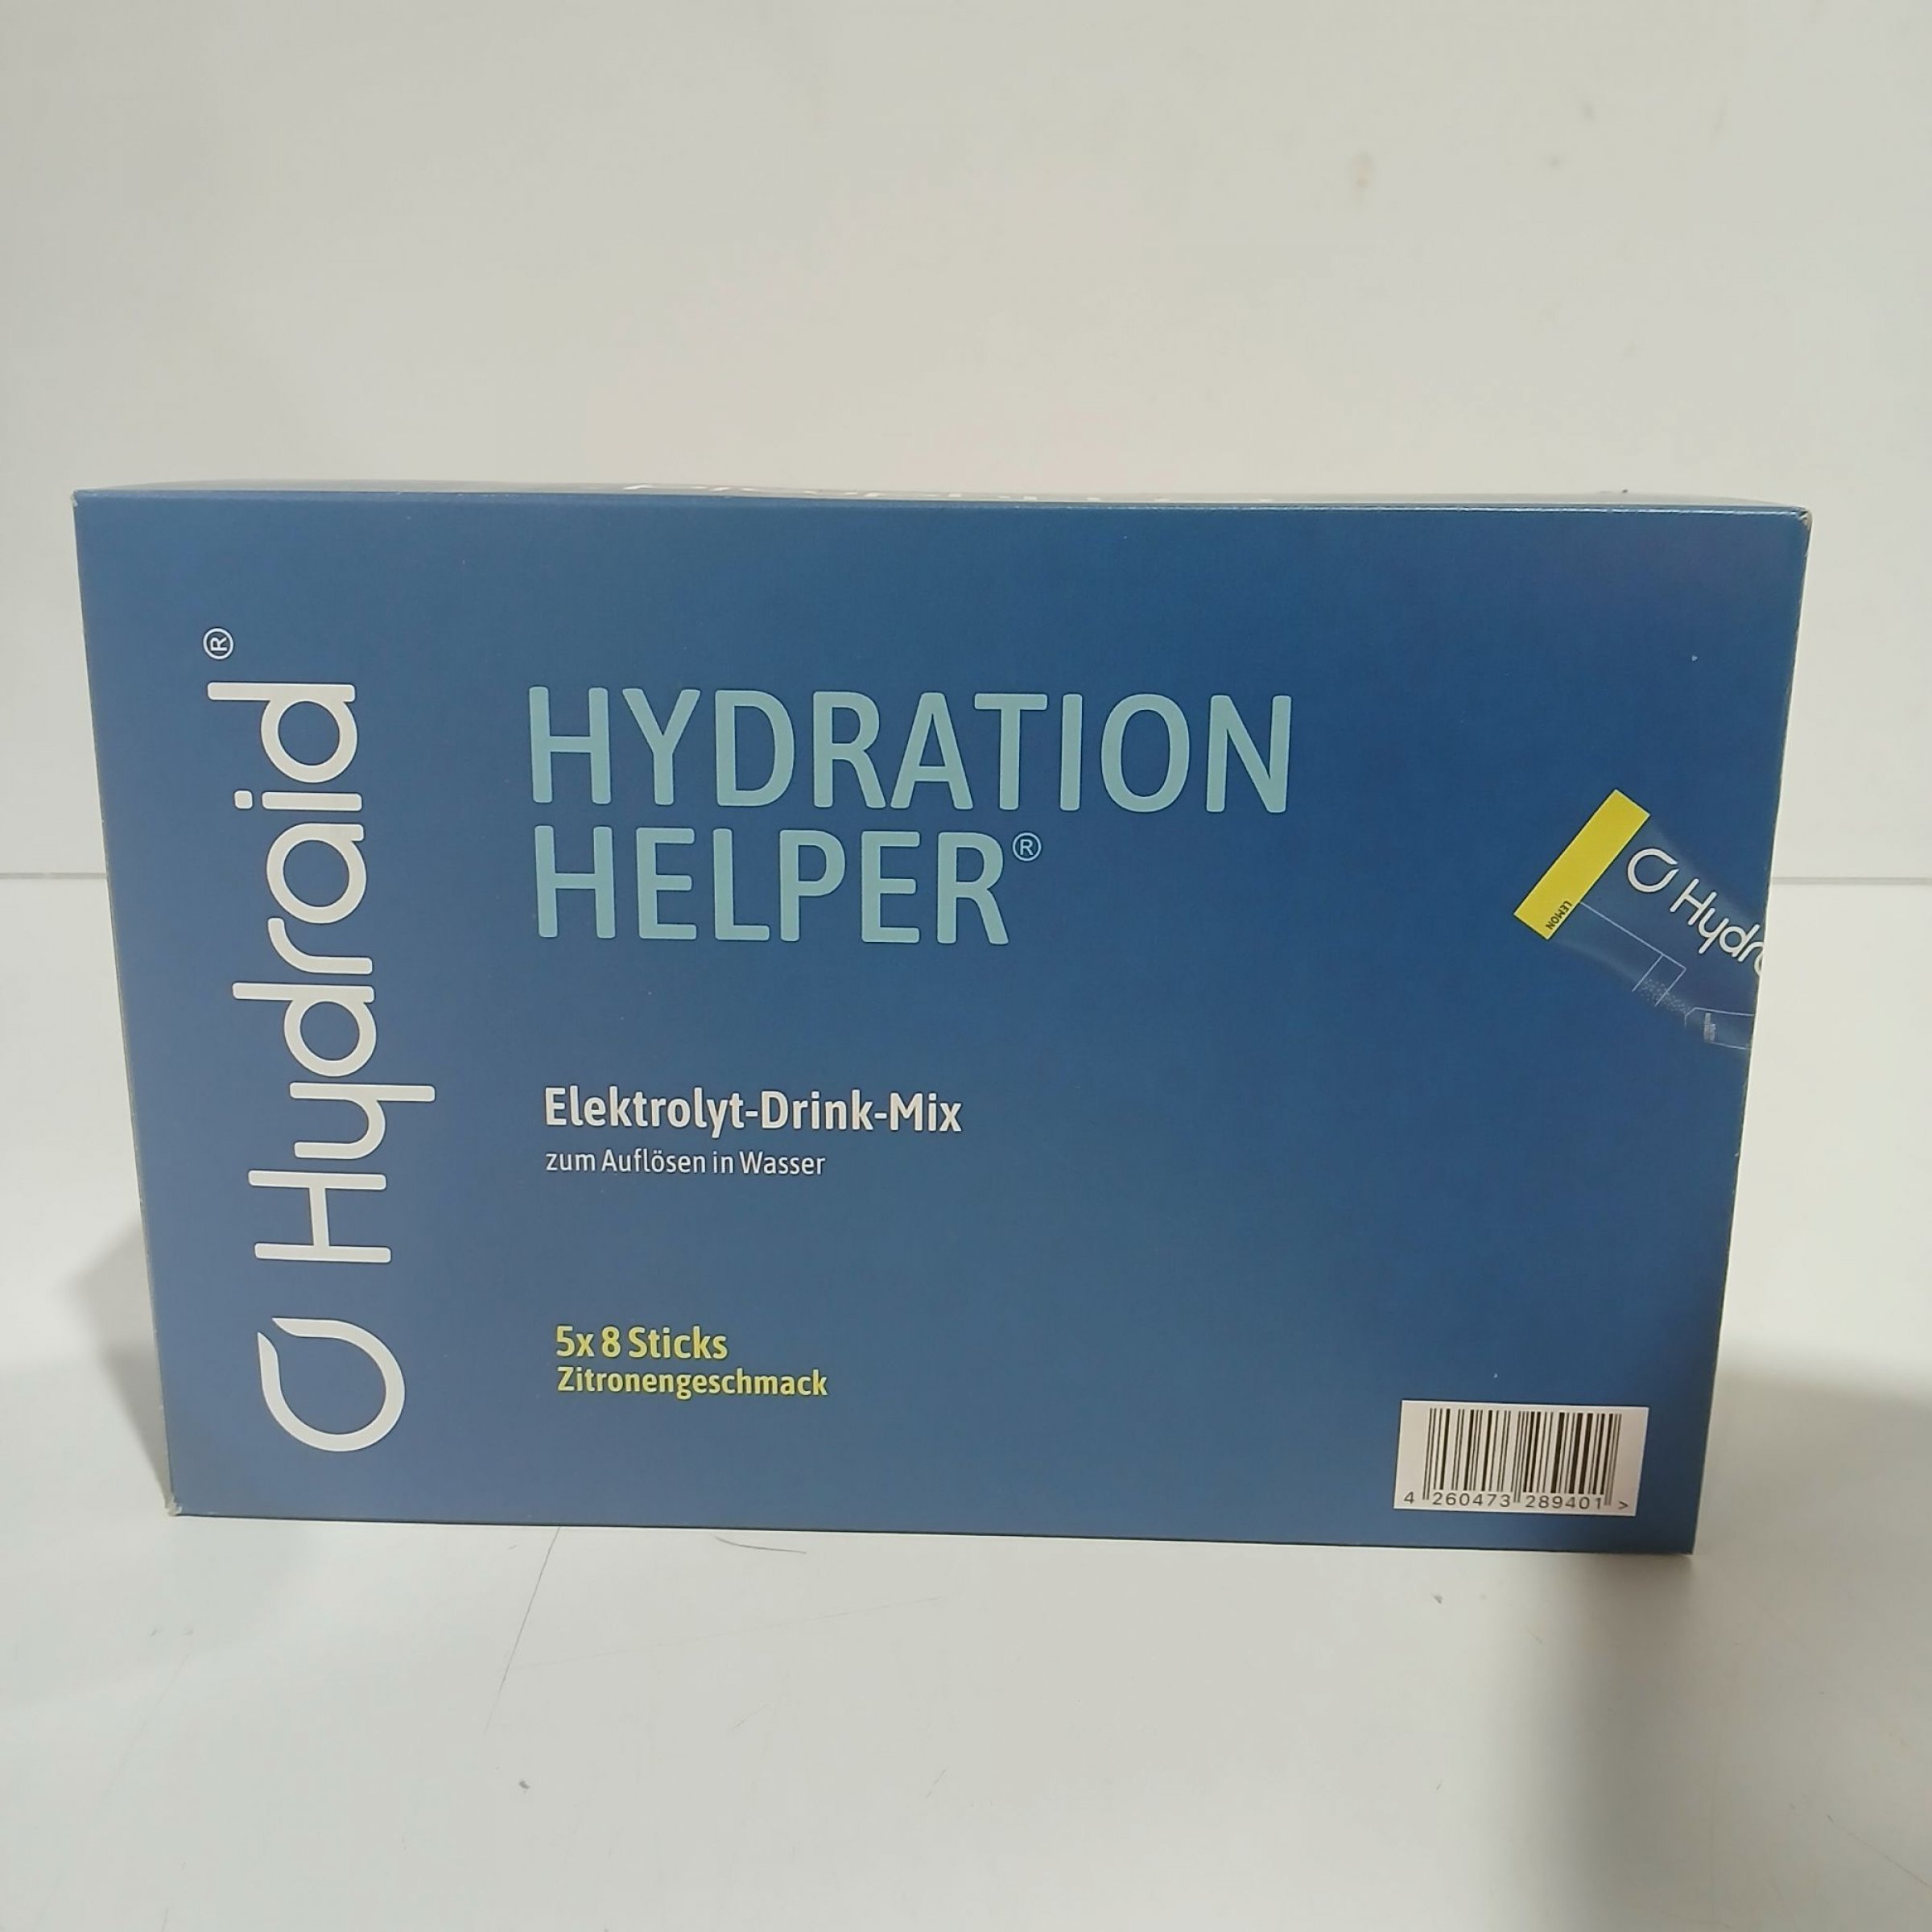 Hydraid®
HYDRATION
HELPER®
Elektrolyt-Drink-Mix
zum Auflösen in Wasser
5x 8 Sticks
Zitronengeschmack
LEMON
Hydra
4 260473 289401 >